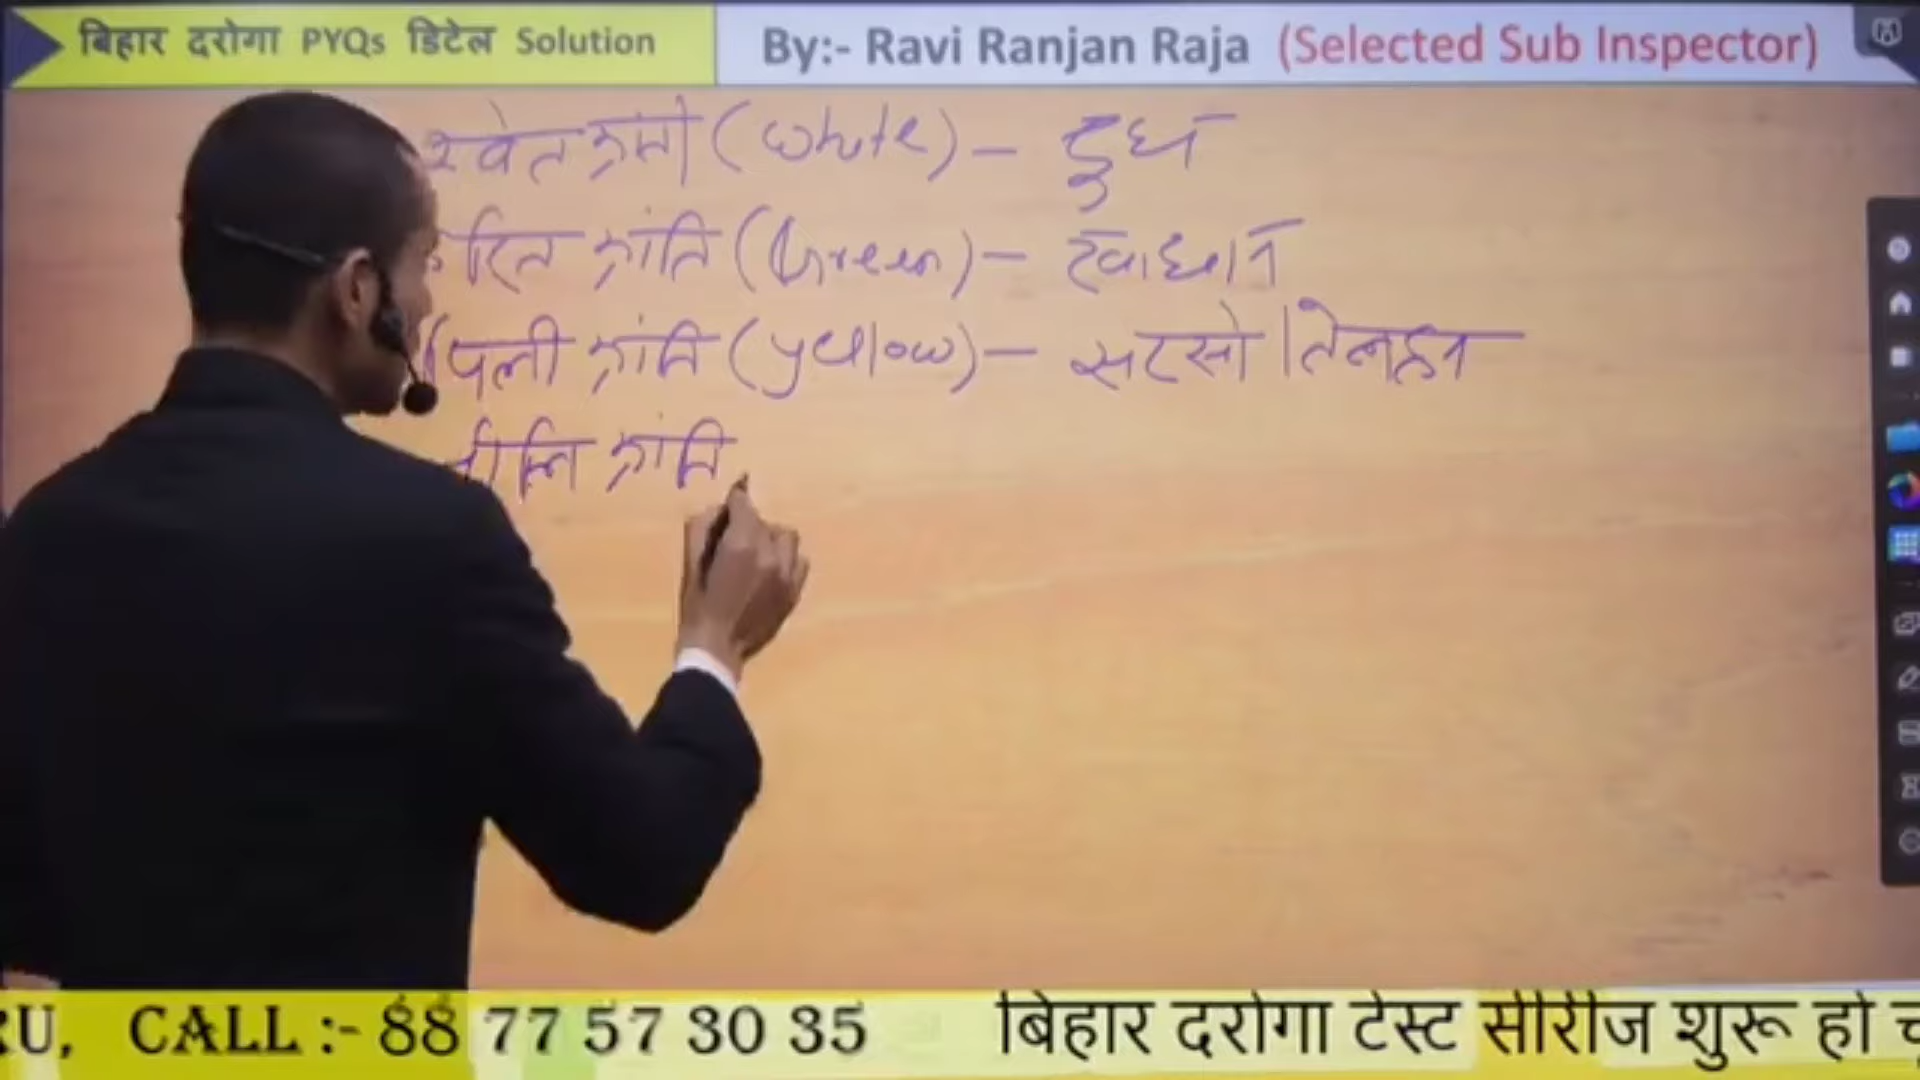 बिहार दरोगा PYQs डिटेल Solution
By:- Ravi Ranjan Raja (Selected Sub Inspector)
श्वेत क्रांती (White) - दुध
हरित क्रांति (Green) - खाधान
पिली क्रांति (yellow) - सरसो | तेलहन
नीलि क्रांति
RU, CALL :- 88 77 57 30 35 बिहार दरोगा टेस्ट सीरीज शुरू हो